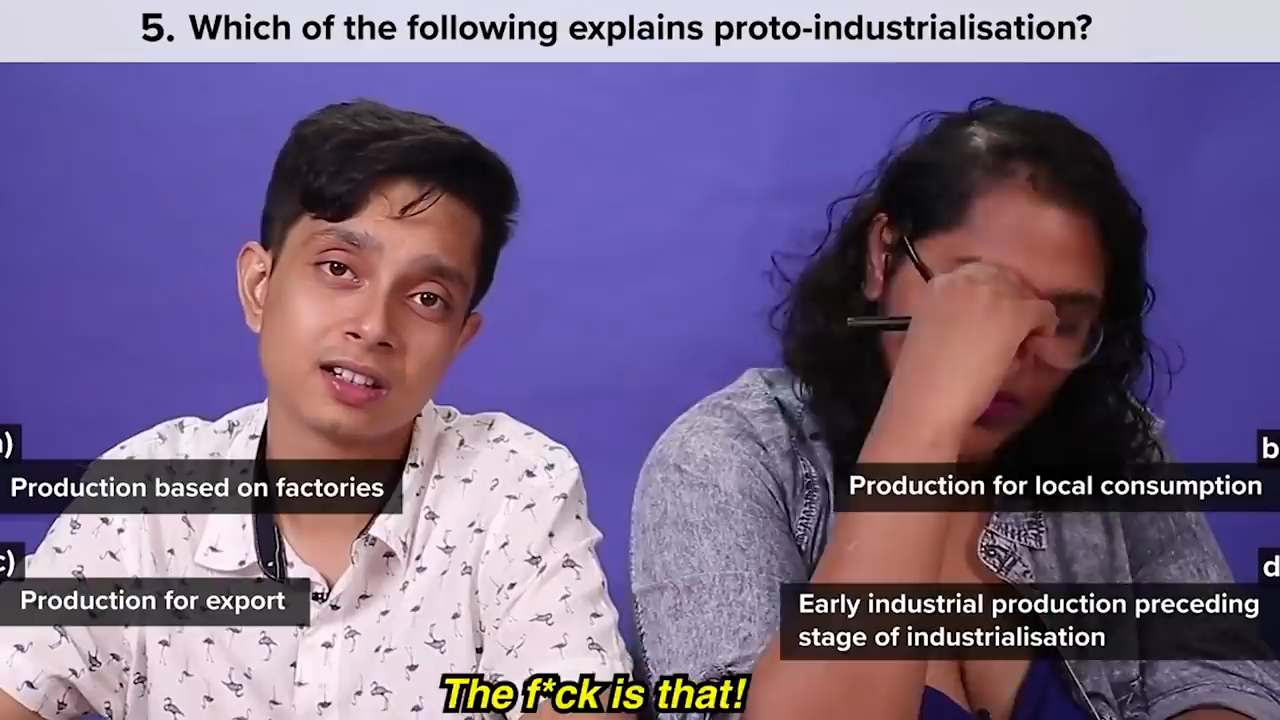 5. Which of the following explains proto-industrialisation?
a)
Production based on factories
b
Production for local consumption
c)
Production for export
d
Early industrial production preceding
stage of industrialisation
The f*ck is that!